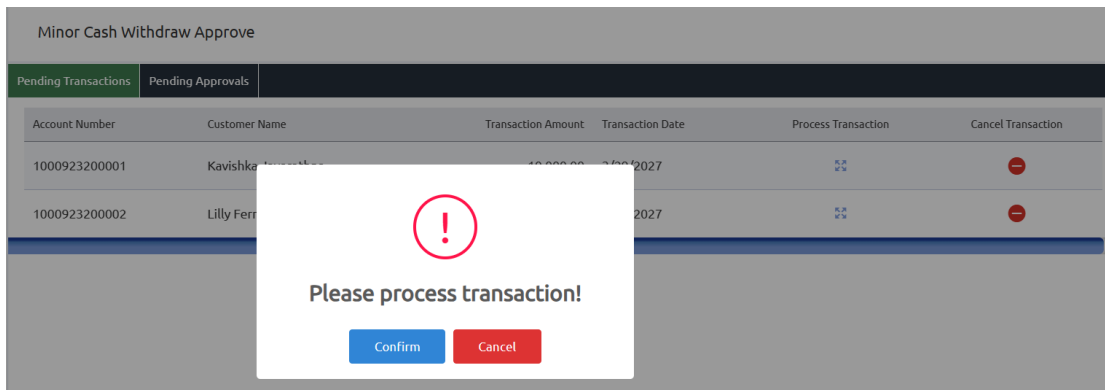 Minor Cash Withdraw Approve
Pending Transactions Pending Approvals
Account Number Customer Name Transaction Amount Transaction Date Process Transaction Cancel Transaction
1000923200001 Kavishka 2027
1000923200002 Lilly 2027
Please process transaction!
Confirm Cancel